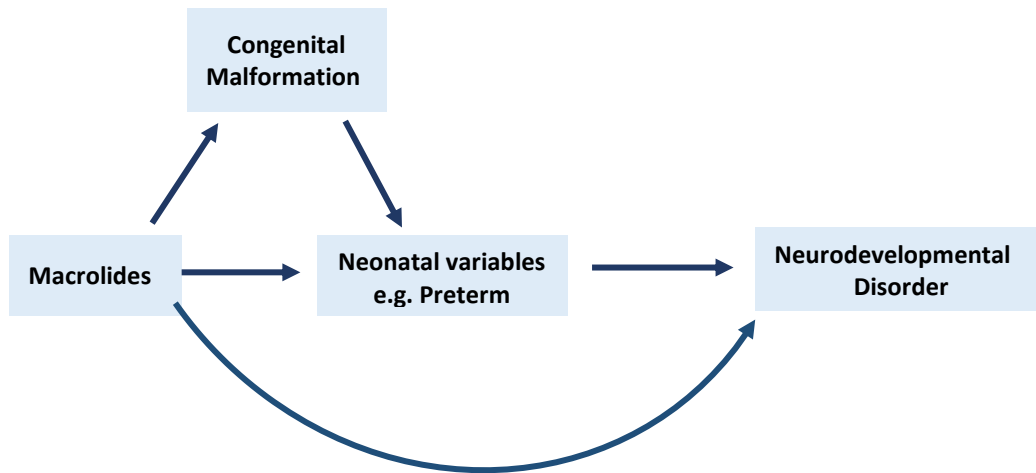 Congenital
Malformation
Macrolides
Neonatal variables
e.g. Preterm
Neurodevelopmental
Disorder